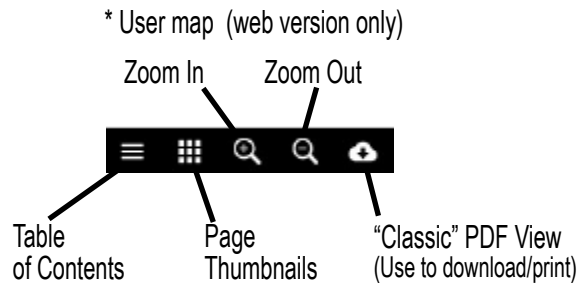 * User map  (web version only)
Zoom In
Zoom Out
Table
of Contents
Page
Thumbnails
“Classic” PDF View
(Use to download/print)